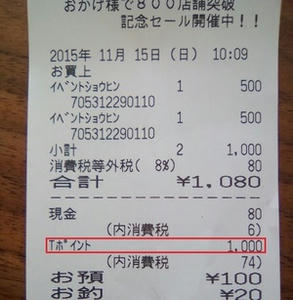 おかげ様で800店舗突破
記念セール開催中!!
2015年 11月 15日(日) 10:09
お買上
イベントショウヒン 1 500
705312290110
イベントショウヒン 1 500
705312290110
小計 2 1,000
消費税等外税( 8%) 80
合計 ¥1,080
現金 80
(内消費税 6)
Tポイント 1,000
(内消費税 74)
お預 ¥100
お釣 ¥20